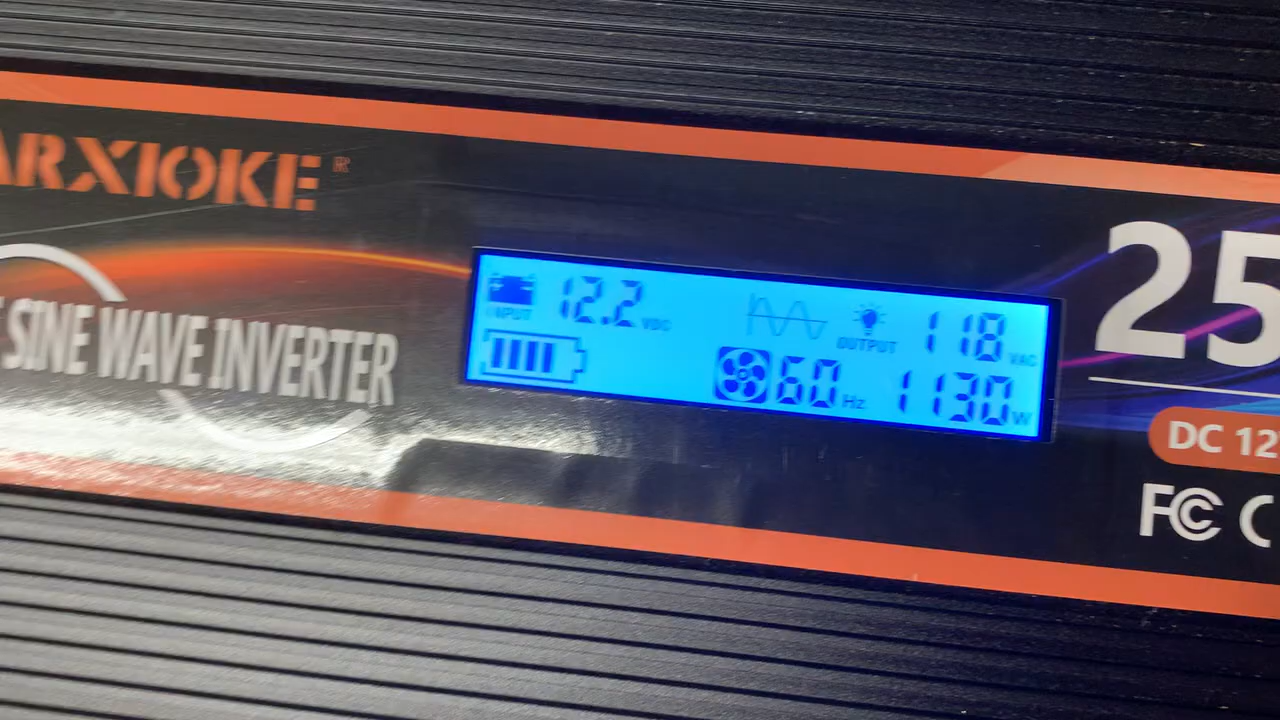 ARXIOKE®
SINE WAVE INVERTER
INPUT 12.2 VDC
OUTPUT 118 VAC
60 Hz 1130 W
25
DC 12
FC